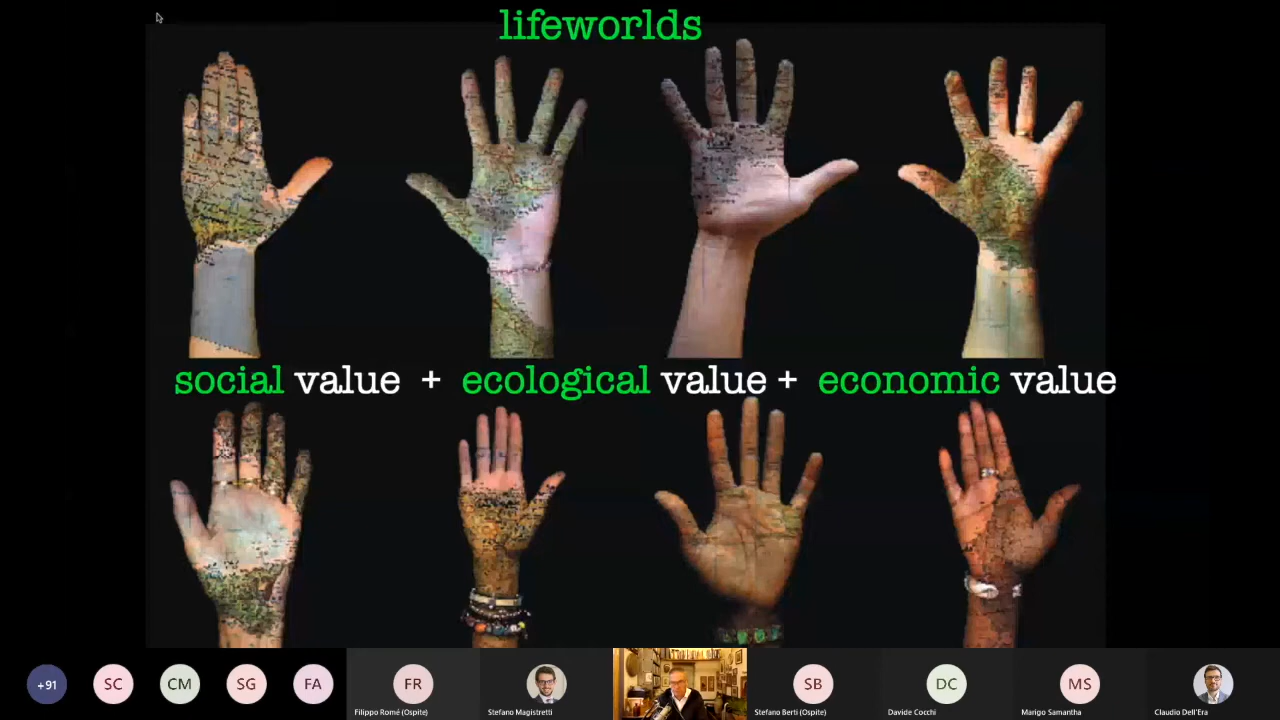 lifeworlds
social value + ecological value + economic value
+91
SC
CM
SG
FA
FR
SB
DC
MS
Filippo Romé (Ospite)
Stefano Magistretti
Stefano Berti (Ospite)
Davide Cocchi
Marigo Samantha
Claudio Dell'Era